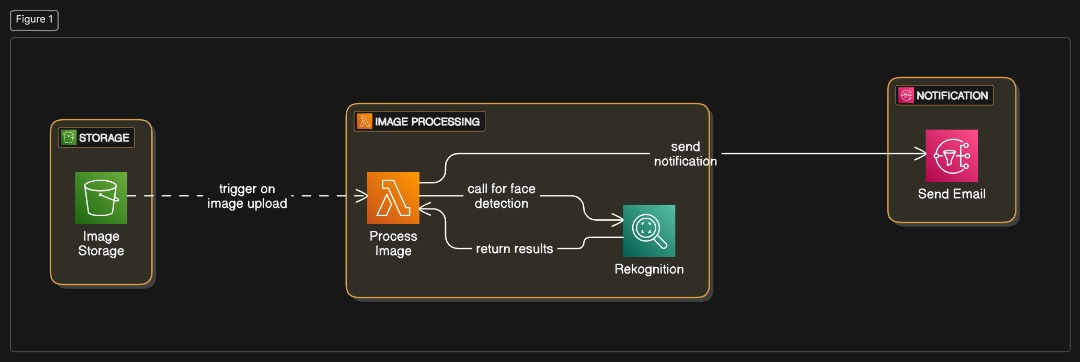 Figure 1
STORAGE
Image
Storage
trigger on
image upload
IMAGE PROCESSING
Process
Image
call for face
detection
return results
Rekognition
send
notification
NOTIFICATION
Send Email